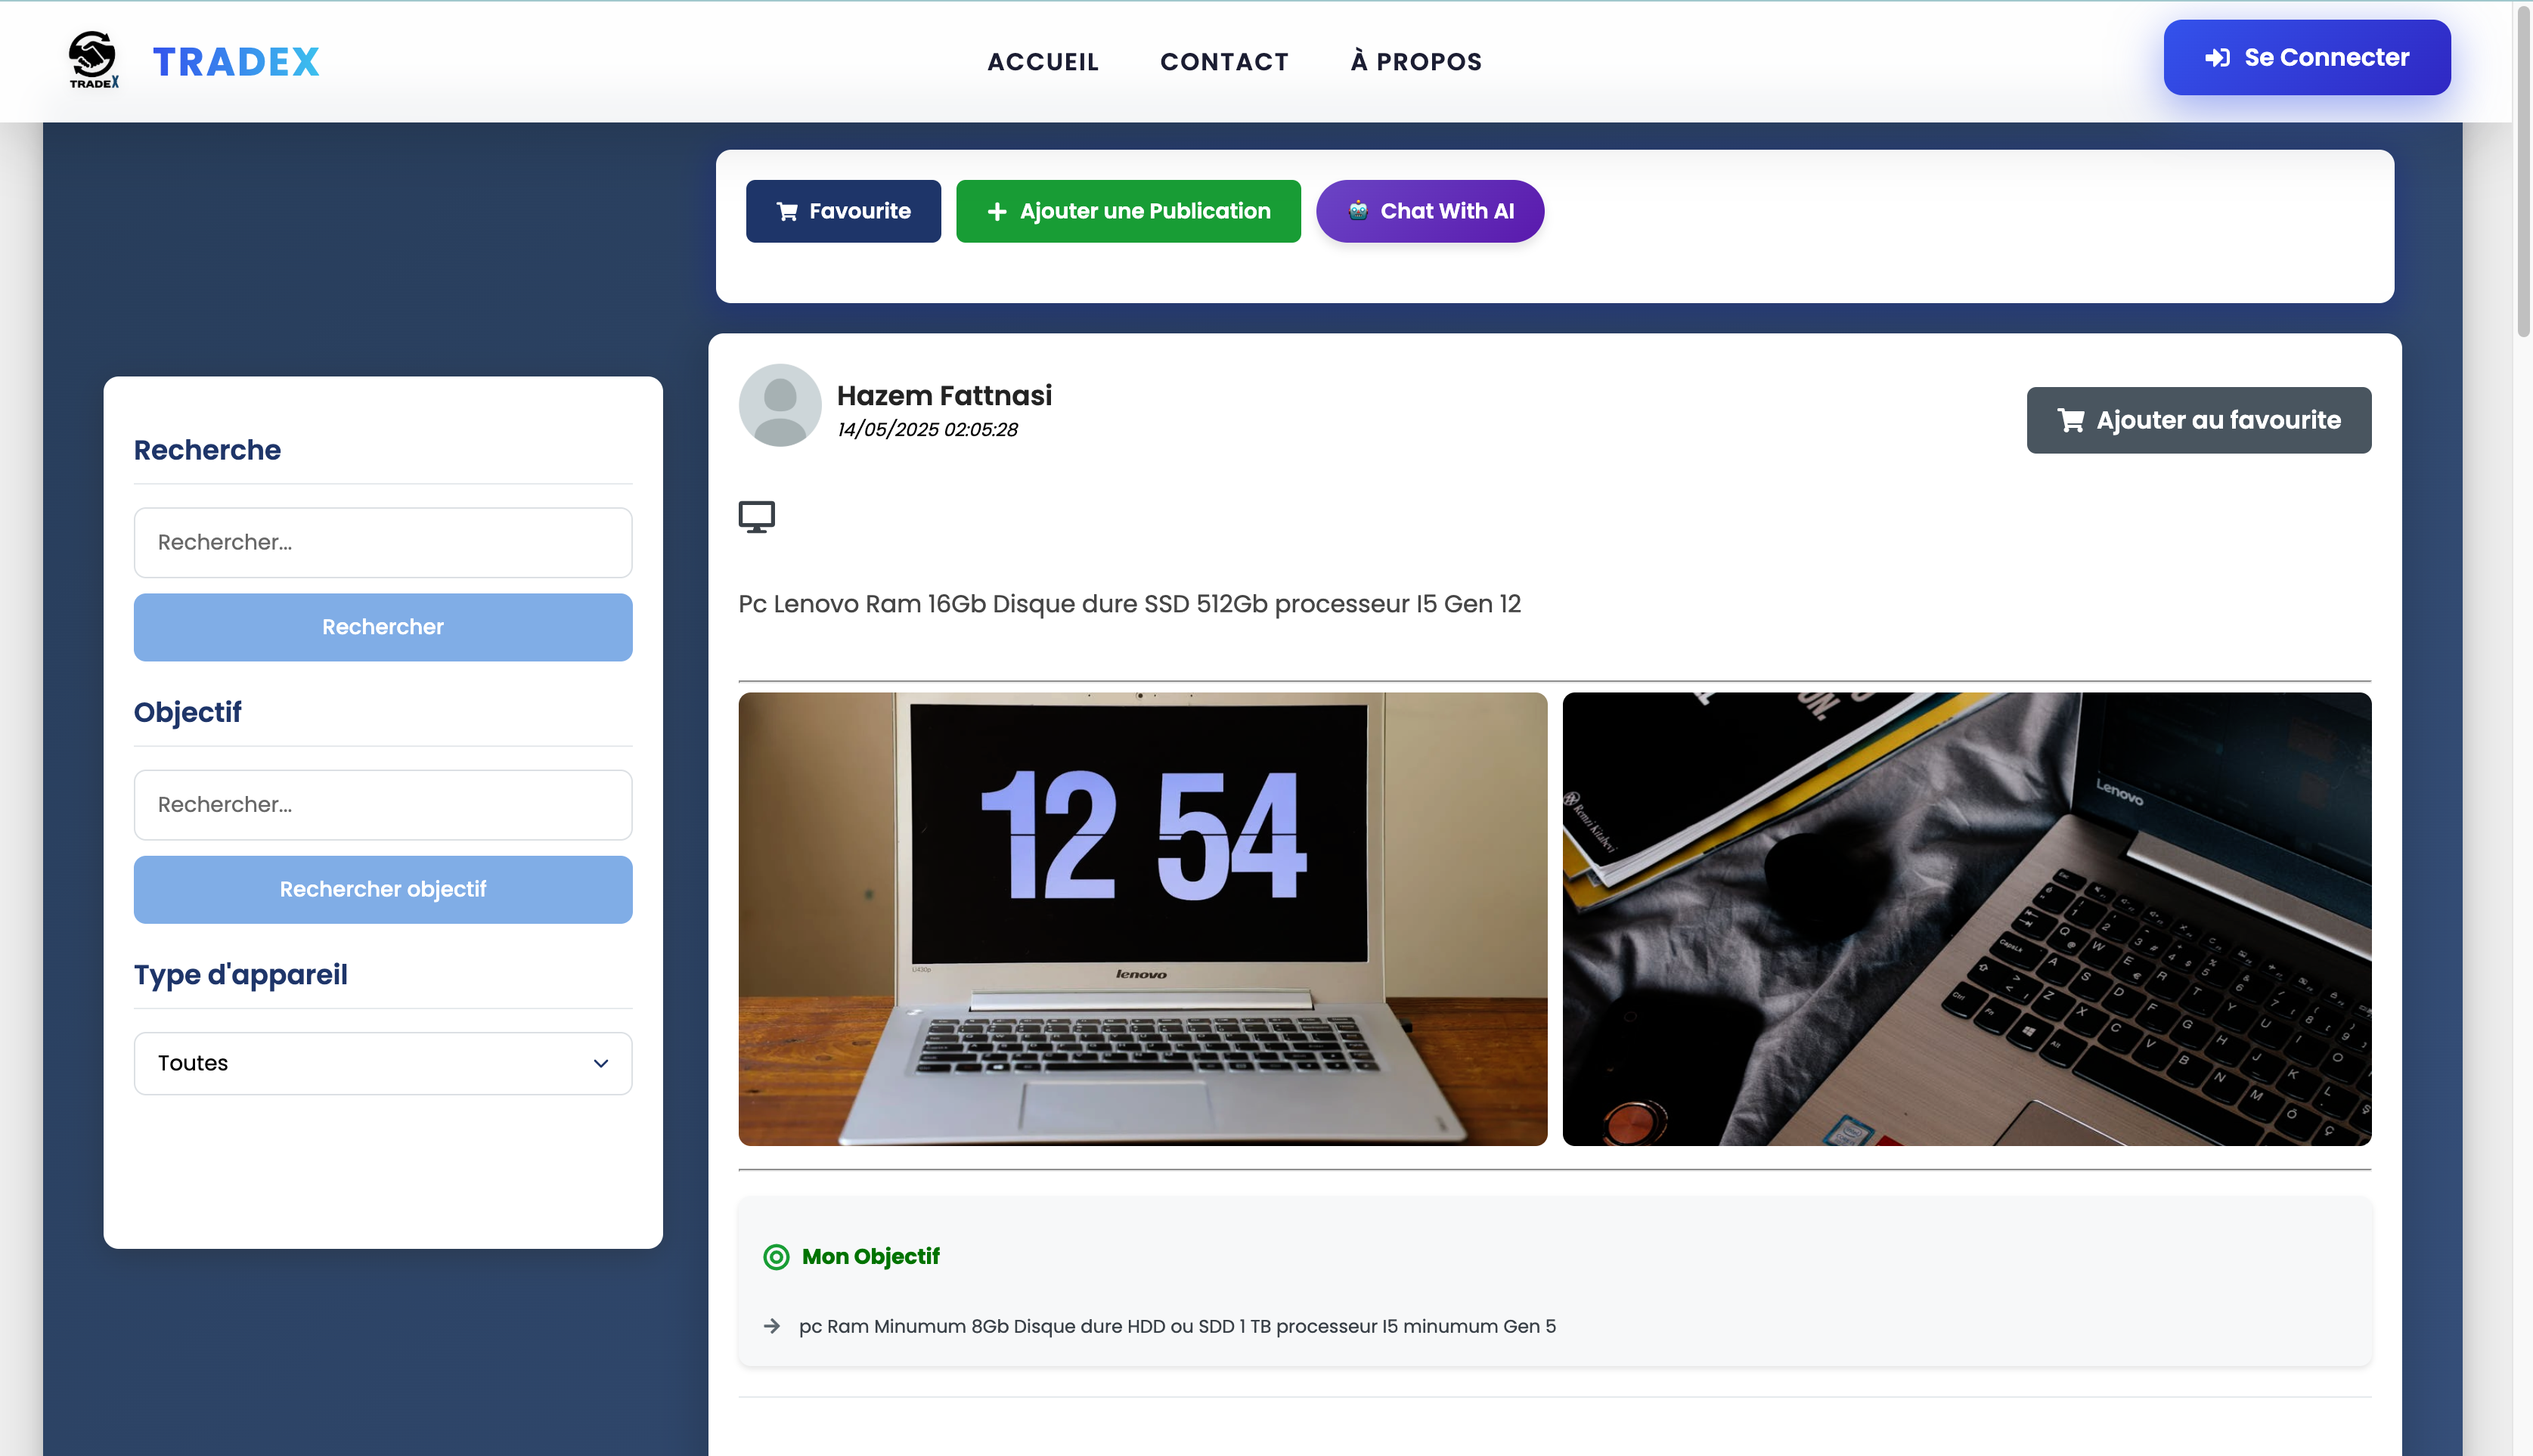 TRADEX
TRADEX
ACCUEIL
CONTACT
À PROPOS
Se Connecter
Favourite
Ajouter une Publication
Chat With AI
Hazem Fattnasi
14/05/2025 02:05:28
Ajouter au favourite
Recherche
Rechercher...
Rechercher
Objectif
Rechercher...
Rechercher objectif
Type d'appareil
Toutes
Pc Lenovo Ram 16Gb Disque dure SSD 512Gb processeur I5 Gen 12
12 54
lenovo
Lenovo
Remzi Kitabevi
Mon Objectif
pc Ram Minumum 8Gb Disque dure HDD ou SDD 1 TB processeur I5 minumum Gen 5